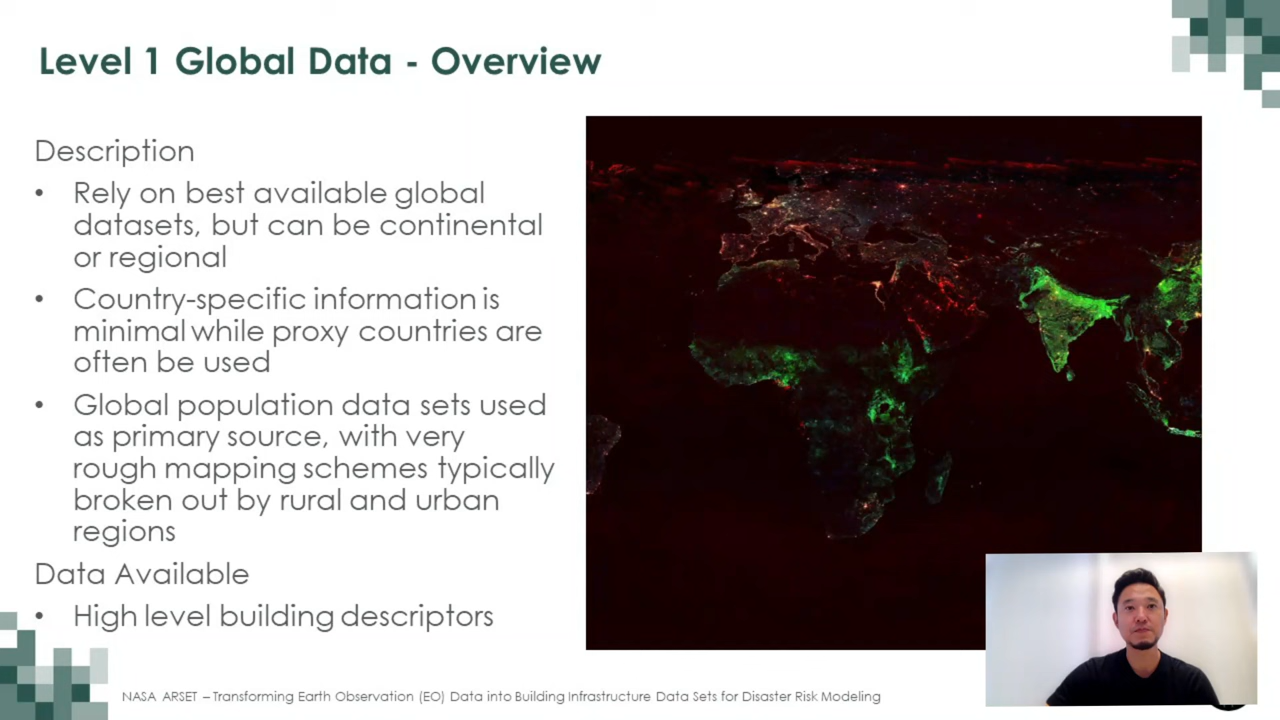 Level 1 Global Data - Overview
Description
• Rely on best available global
datasets, but can be continental
or regional
• Country-specific information is
minimal while proxy countries are
often be used
• Global population data sets used
as primary source, with very
rough mapping schemes typically
broken out by rural and urban
regions
Data Available
• High level building descriptors
NASA ARSET – Transforming Earth Observation (EO) Data into Building Infrastructure Data Sets for Disaster Risk Modeling